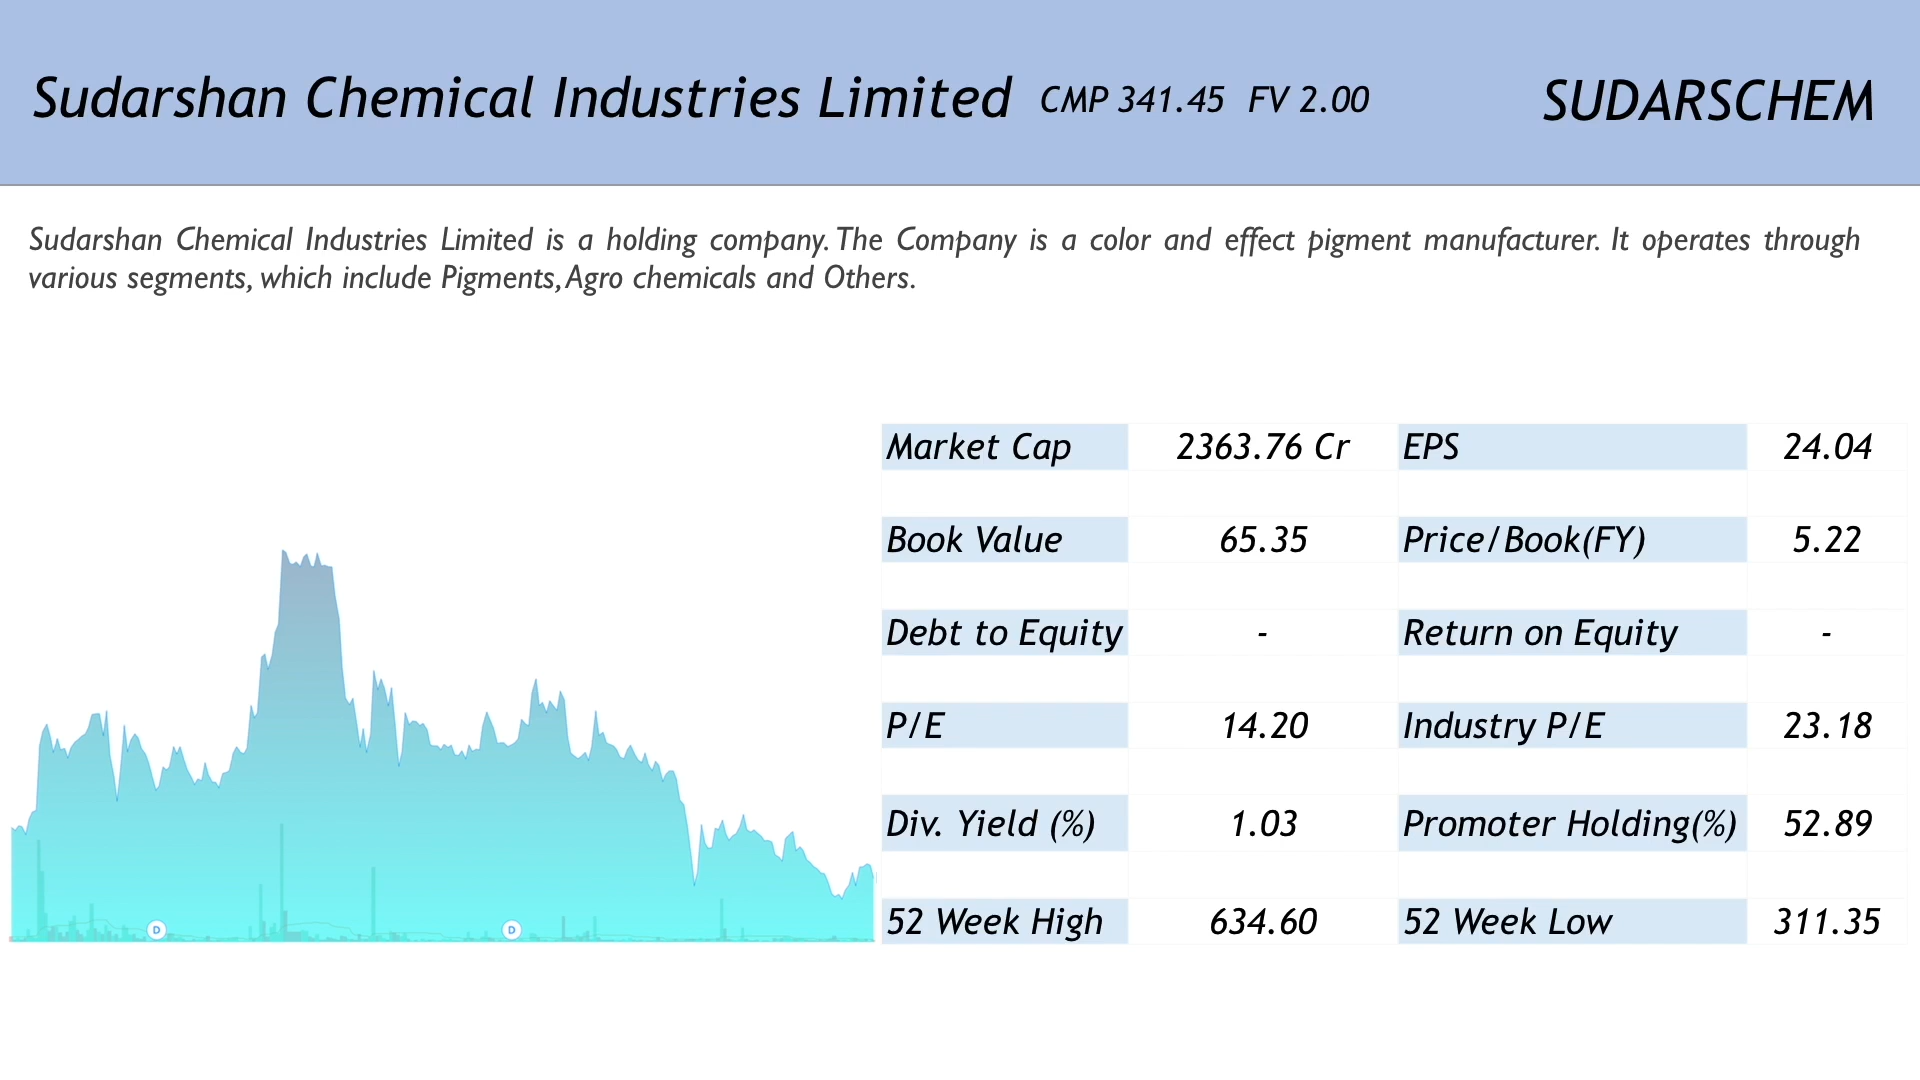 Sudarshan Chemical Industries Limited CMP 341.45 FV 2.00 SUDARSCHEM
Sudarshan Chemical Industries Limited is a holding company. The Company is a color and effect pigment manufacturer. It operates through
various segments, which include Pigments, Agro chemicals and Others.
Market Cap 2363.76 Cr EPS 24.04
Book Value 65.35 Price/Book(FY) 5.22
Debt to Equity - Return on Equity -
P/E 14.20 Industry P/E 23.18
Div. Yield (%) 1.03 Promoter Holding(%) 52.89
52 Week High 634.60 52 Week Low 311.35
D D